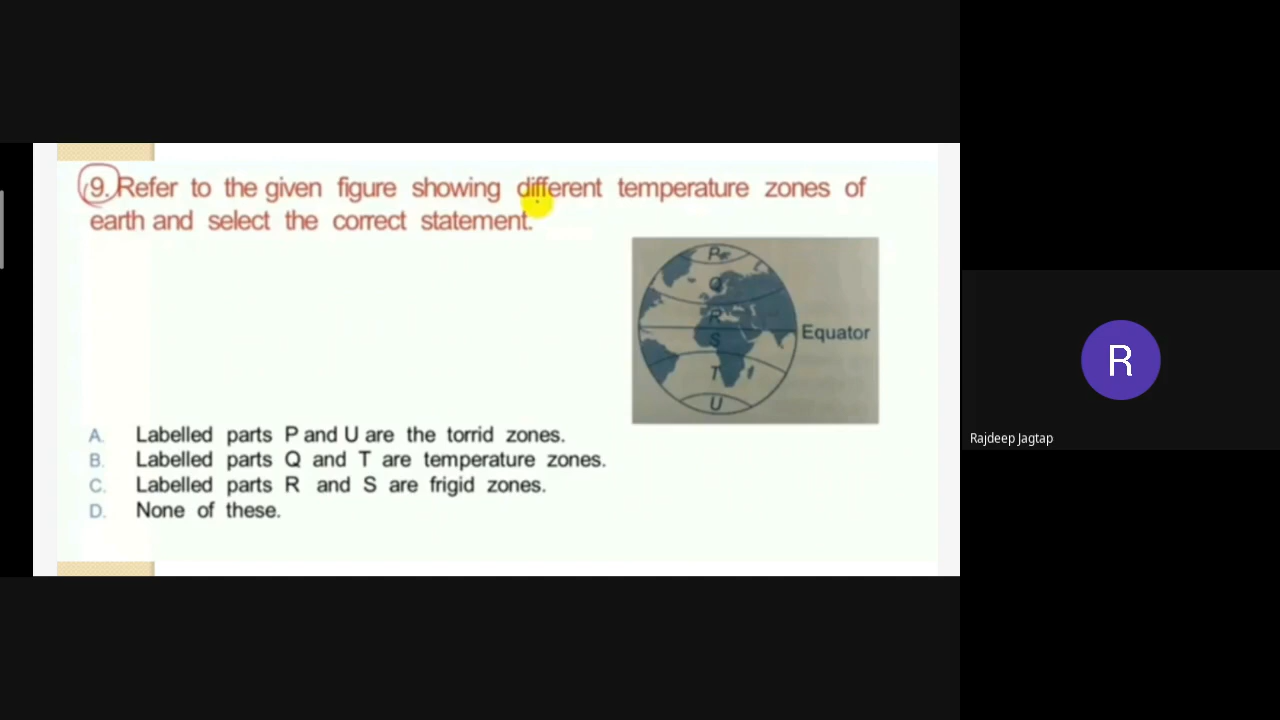 9. Refer to the given figure showing different temperature zones of
earth and select the correct statement.
P
Q
R
Equator
S
T
U
A. Labelled parts P and U are the torrid zones.
B. Labelled parts Q and T are temperature zones.
C. Labelled parts R and S are frigid zones.
D. None of these.
R
Rajdeep Jagtap